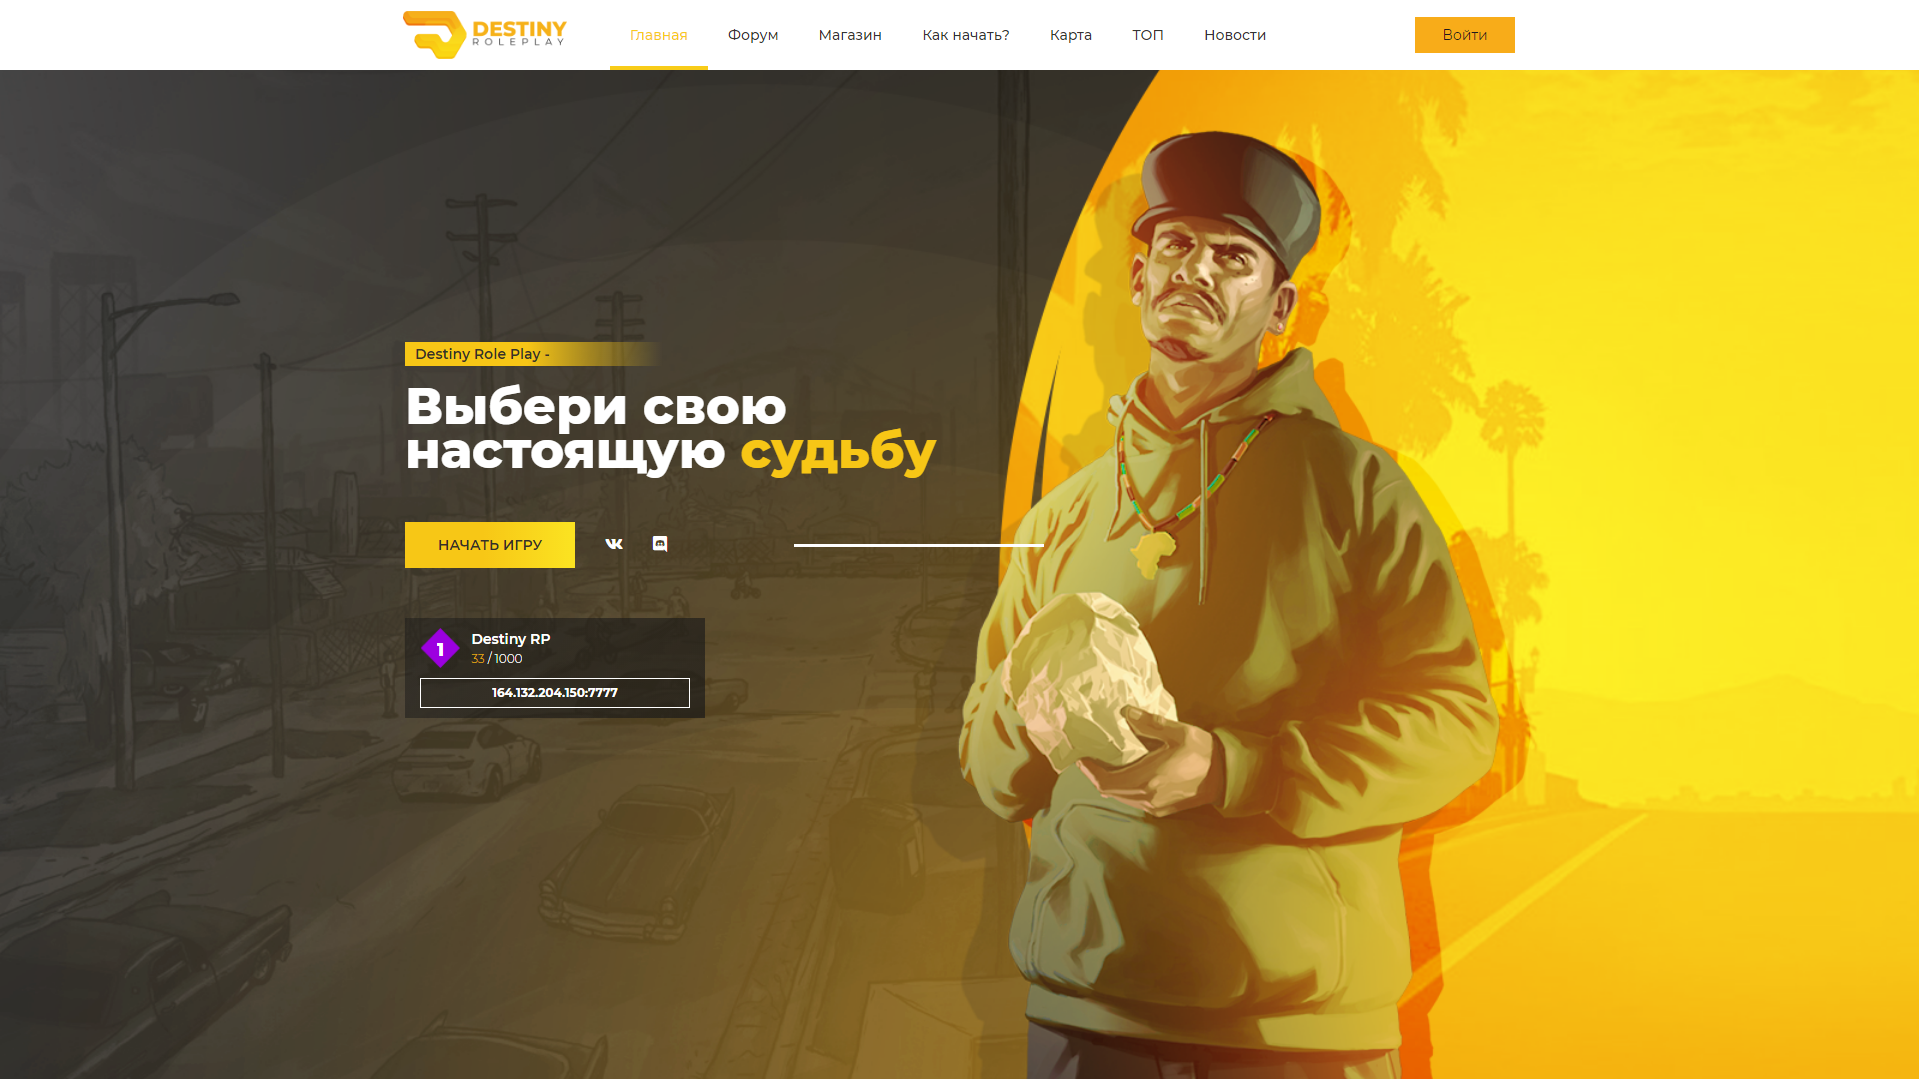 DESTINY
ROLEPLAY
Главная
Форум
Магазин
Как начать?
Карта
ТОП
Новости
Войти
Destiny Role Play -
Выбери свою
настоящую судьбу
НАЧАТЬ ИГРУ
1
Destiny RP
33 / 1000
164.132.204.150:7777